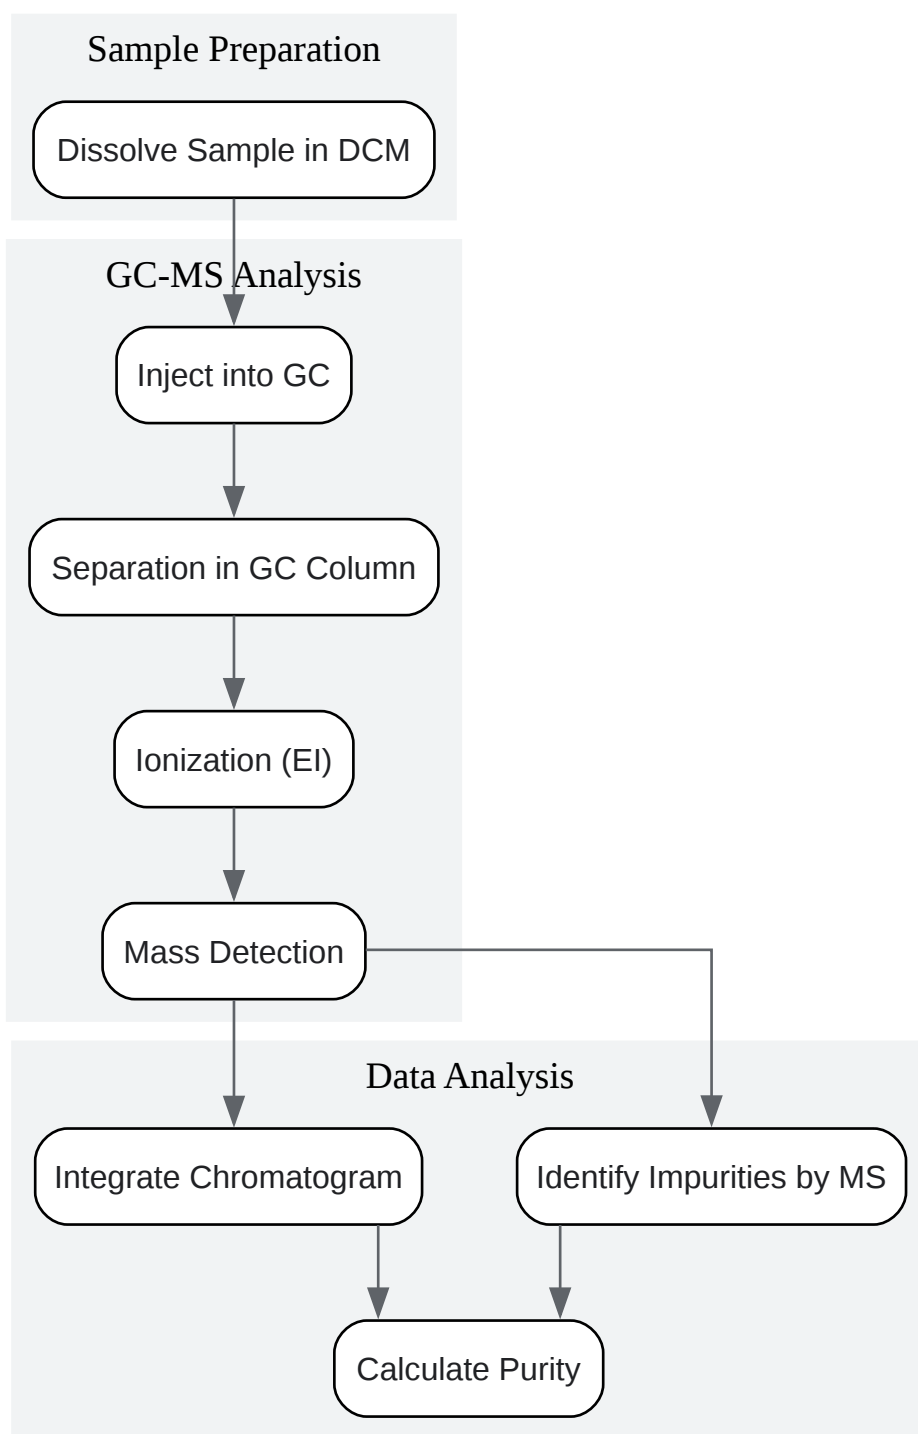 Sample Preparation
Dissolve Sample in DCM
GC-MS Analysis
Inject into GC
Separation in GC Column
Ionization (EI)
Mass Detection
Data Analysis
Integrate Chromatogram
Identify Impurities by MS
Calculate Purity